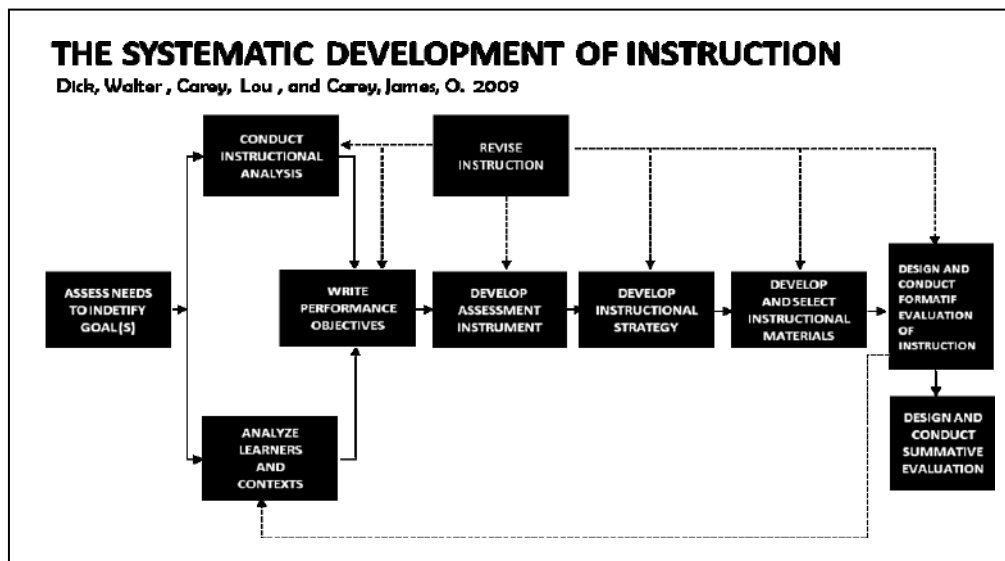 THE SYSTEMATIC DEVELOPMENT OF INSTRUCTION
Dick, Walter , Carey, Lou , and Carey, James, O. 2009
CONDUCT
INSTRUCTIONAL
ANALYSIS
REVISE
INSTRUCTION
ASSESS NEEDS
TO INDETIFY
GOAL(S)
WRITE
PERFORMANCE
OBJECTIVES
DEVELOP
ASSESSMENT
INSTRUMENT
DEVELOP
INSTRUCTIONAL
STRATEGY
DEVELOP
AND SELECT
INSTRUCTIONAL
MATERIALS
DESIGN AND
CONDUCT
FORMATIF
EVALUATION
OF
INSTRUCTION
ANALYZE
LEARNERS
AND
CONTEXTS
DESIGN AND
CONDUCT
SUMMATIVE
EVALUATION